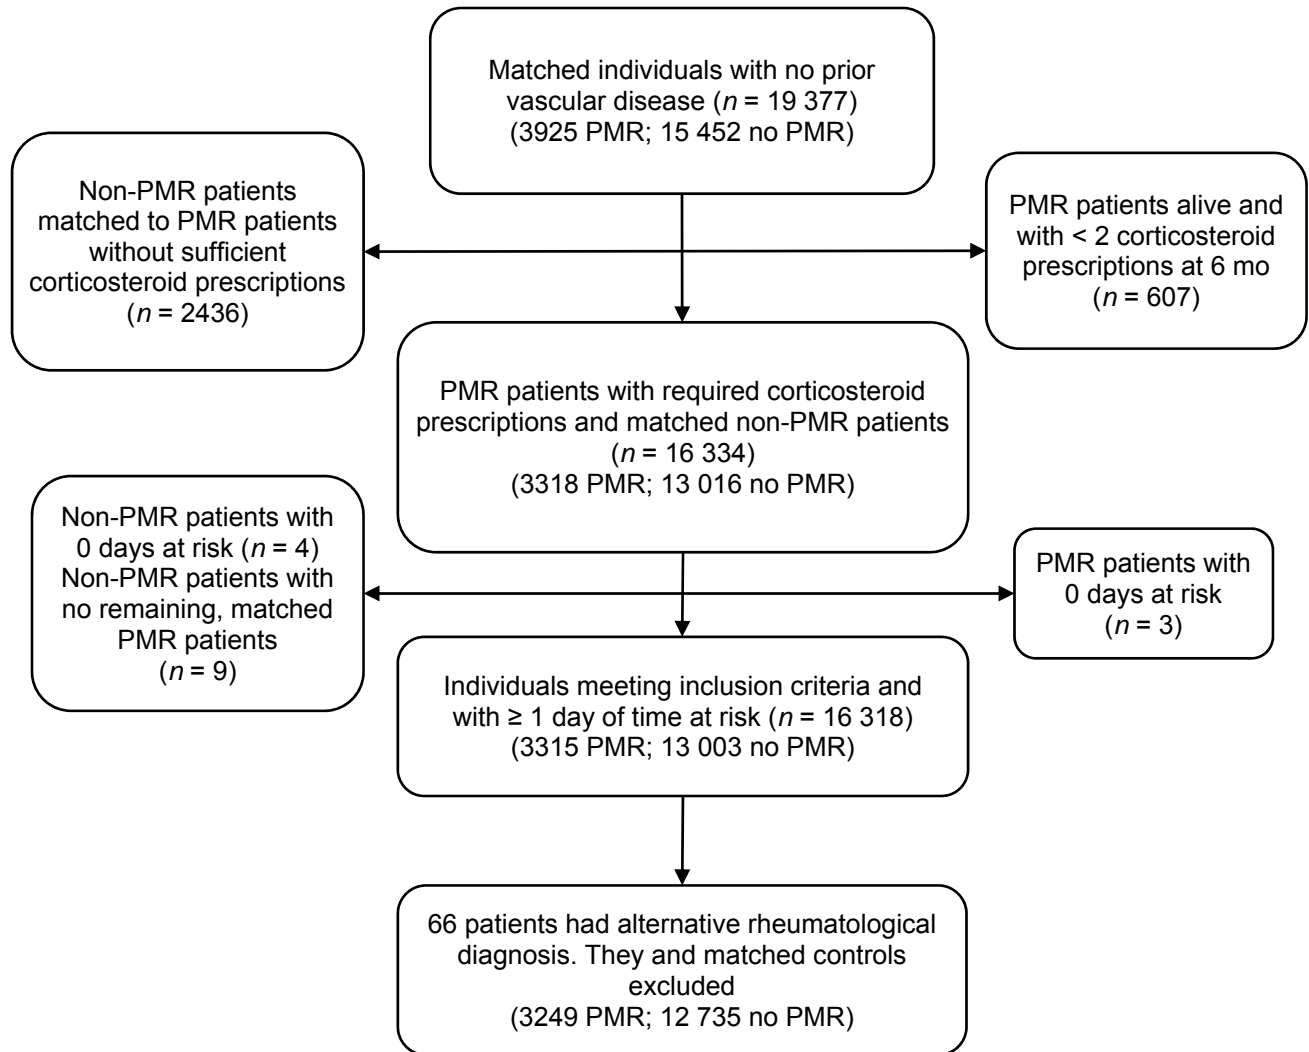 Matched individuals with no prior
vascular disease (n = 19 377)
(3925 PMR; 15 452 no PMR)
Non-PMR patients
matched to PMR patients
without sufficient
corticosteroid prescriptions
(n = 2436)
PMR patients alive and
with < 2 corticosteroid
prescriptions at 6 mo
(n = 607)
PMR patients with required corticosteroid
prescriptions and matched non-PMR patients
(n = 16 334)
(3318 PMR; 13 016 no PMR)
Non-PMR patients with
0 days at risk (n = 4)
Non-PMR patients with
no remaining, matched
PMR patients
(n = 9)
PMR patients with
0 days at risk
(n = 3)
Individuals meeting inclusion criteria and
with ≥ 1 day of time at risk (n = 16 318)
(3315 PMR; 13 003 no PMR)
66 patients had alternative rheumatological
diagnosis. They and matched controls
excluded
(3249 PMR; 12 735 no PMR)